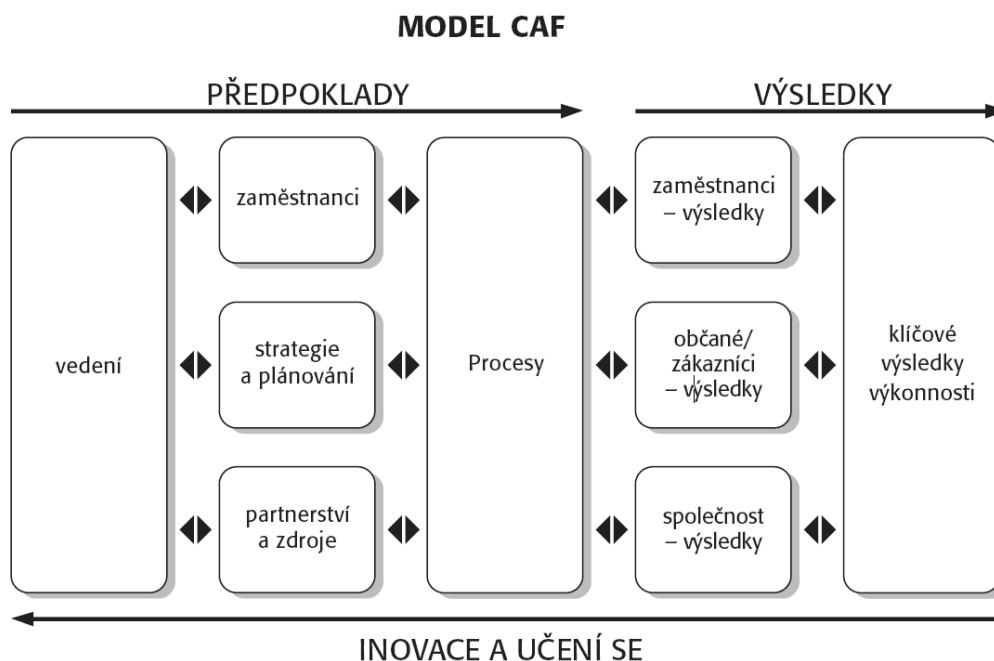 MODEL CAF
PŘEDPOKLADY
VÝSLEDKY
vedení
zaměstnanci
strategie
a plánování
partnerství
a zdroje
Procesy
zaměstnanci
– výsledky
občané/
zákazníci
– výsledky
společnost
– výsledky
klíčové
výsledky
výkonnosti
INOVACE A UČENÍ SE